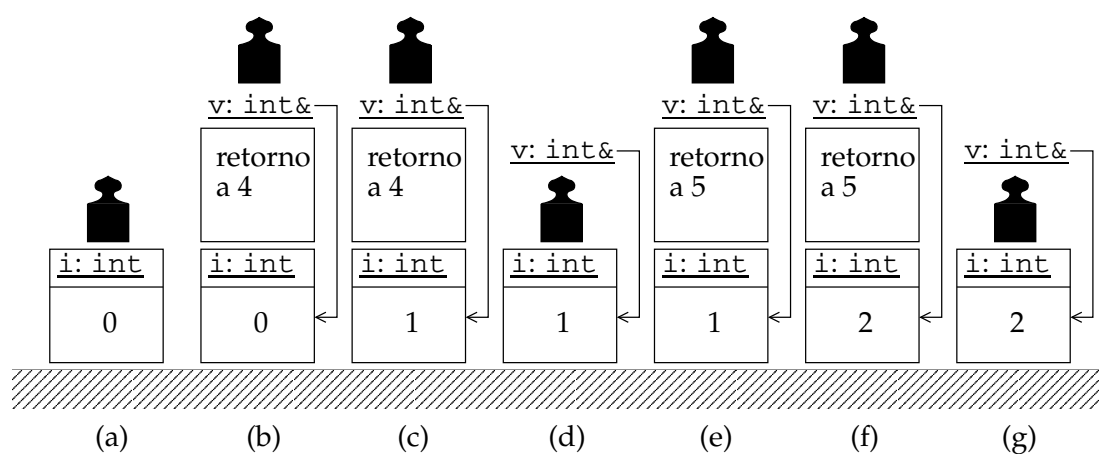 v: int&
retorno
a 4
i: int
0
v: int&
retorno
a 4
i: int
0
i: int
1
v: int&
i: int
1
v: int&
retorno
a 5
i: int
1
v: int&
retorno
a 5
i: int
2
v: int&
i: int
2
(a) (b) (c) (d) (e) (f) (g)